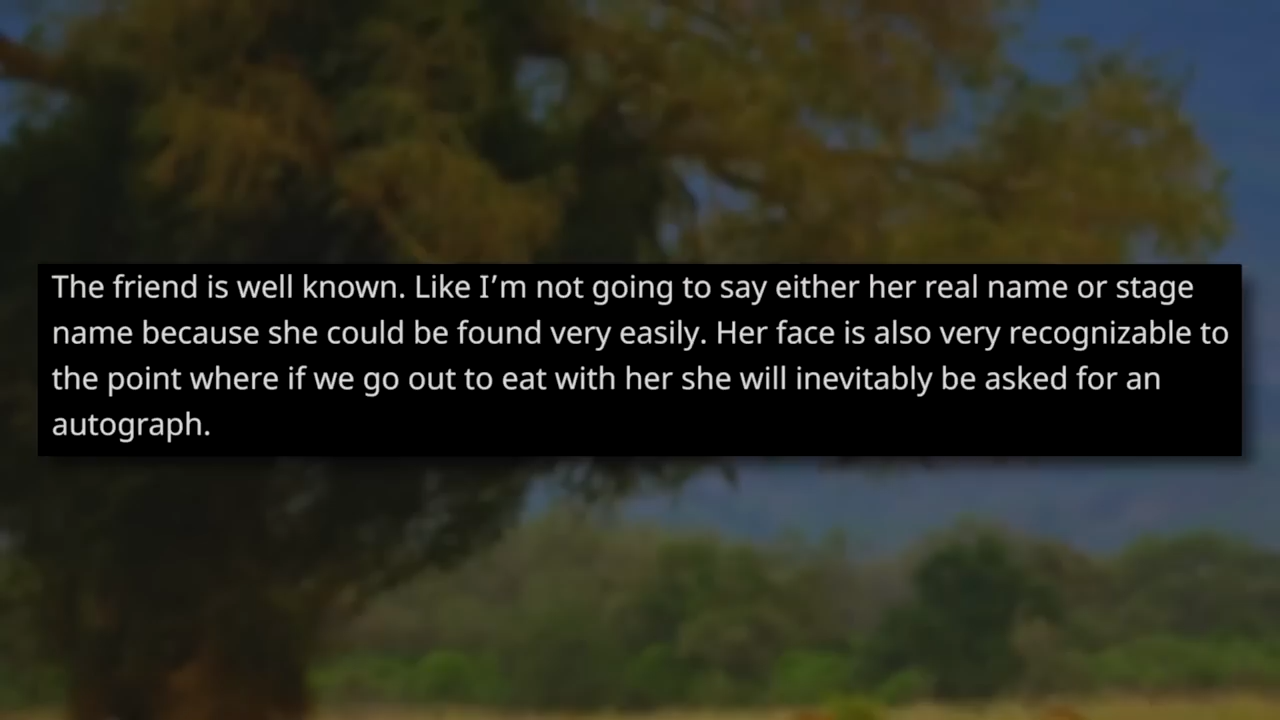 The friend is well known. Like I’m not going to say either her real name or stage
name because she could be found very easily. Her face is also very recognizable to
the point where if we go out to eat with her she will inevitably be asked for an
autograph.